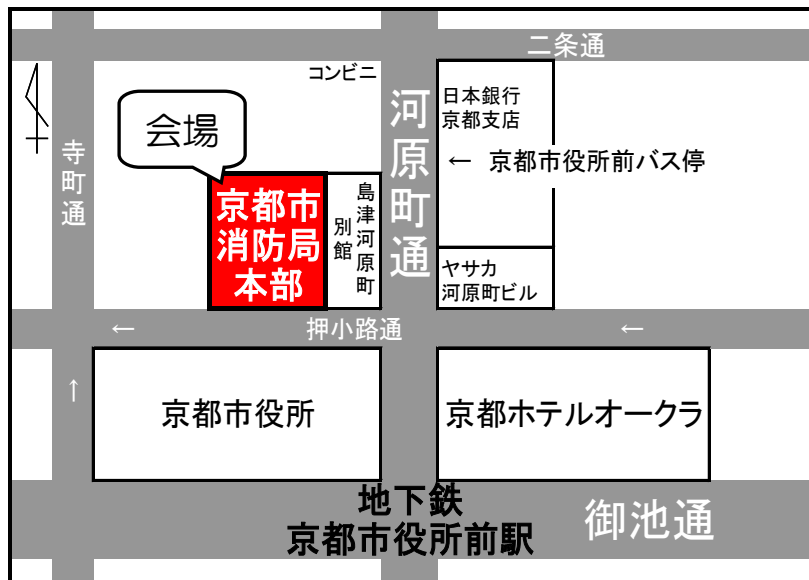 二条通
コンビニ
日本銀行
京都支店
会場
河原町通
寺町通
← 京都市役所前バス停
京都市
消防局
本部
島津河原町
別館
ヤサカ
河原町ビル
←
押小路通
←
↑
京都市役所
京都ホテルオークラ
地下鉄
京都市役所前駅
御池通